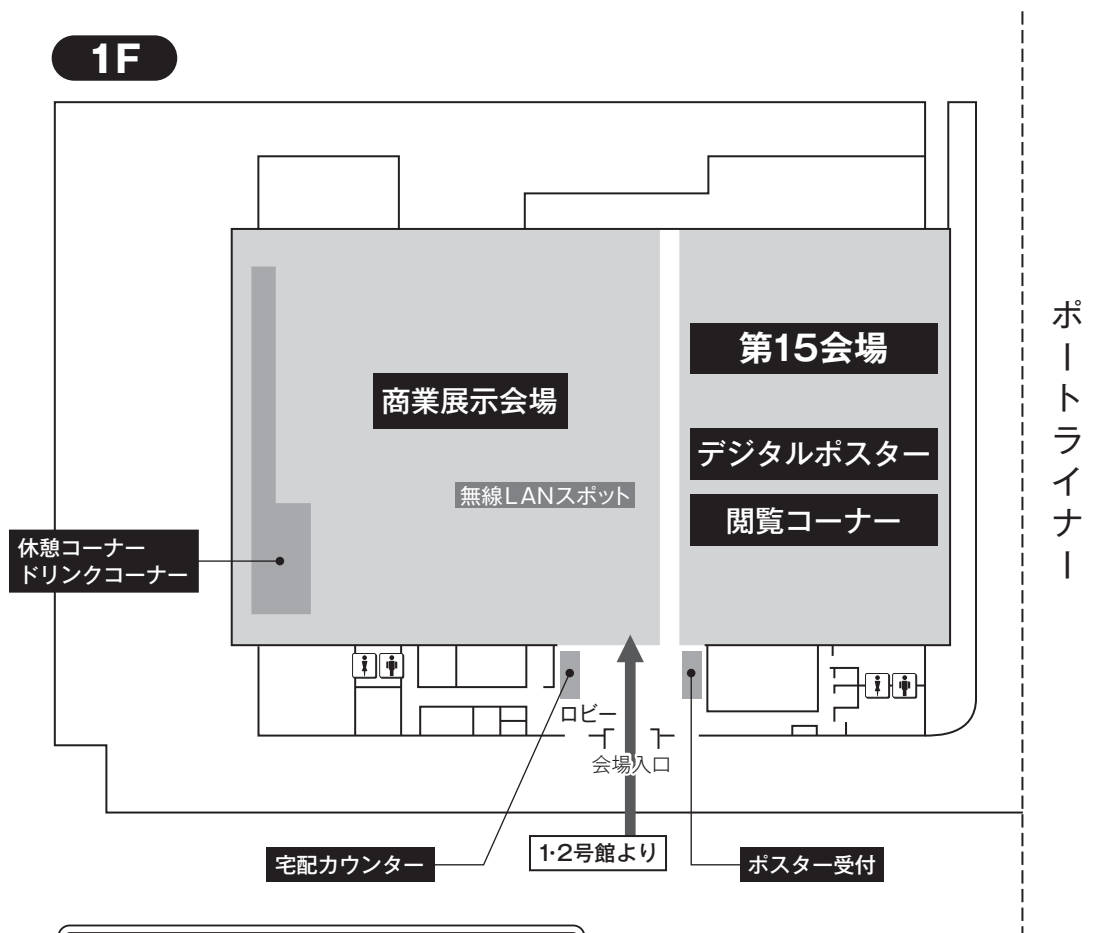 1F
第15会場
商業展示会場
デジタルポスター
無線LANスポット
閲覧コーナー
休憩コーナー
ドリンクコーナー
ロビー
会場入口
宅配カウンター
1・2号館より
ポスター受付
ポートライナー